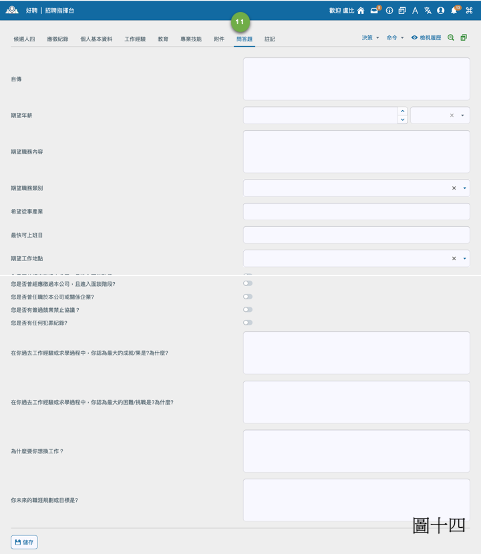 好聘 | 招聘指揮台
歡迎 盧比
11
候選人四 應徵紀錄 個人基本資料 工作經驗 教育 專業技能 附件 問答題 註記
決策 命令 檢視履歷
自傳
期望年薪
期望職務內容
期望職務類別
希望從事產業
最快可上班日
期望工作地點
您是否曾經應徵過本公司，且進入面談階段?
您是否曾任職於本公司或關係企業?
您是否有簽過競業禁止協議？
您是否有任何犯罪紀錄?
在你過去工作經驗或求學過程中，你認為最大的成就/果是?為什麼?
在你過去工作經驗或求學過程中，你認為最大的困難/挑戰是?為什麼?
為什麼要你想換工作？
你未來的職涯規劃或目標是?
圖十四
儲存